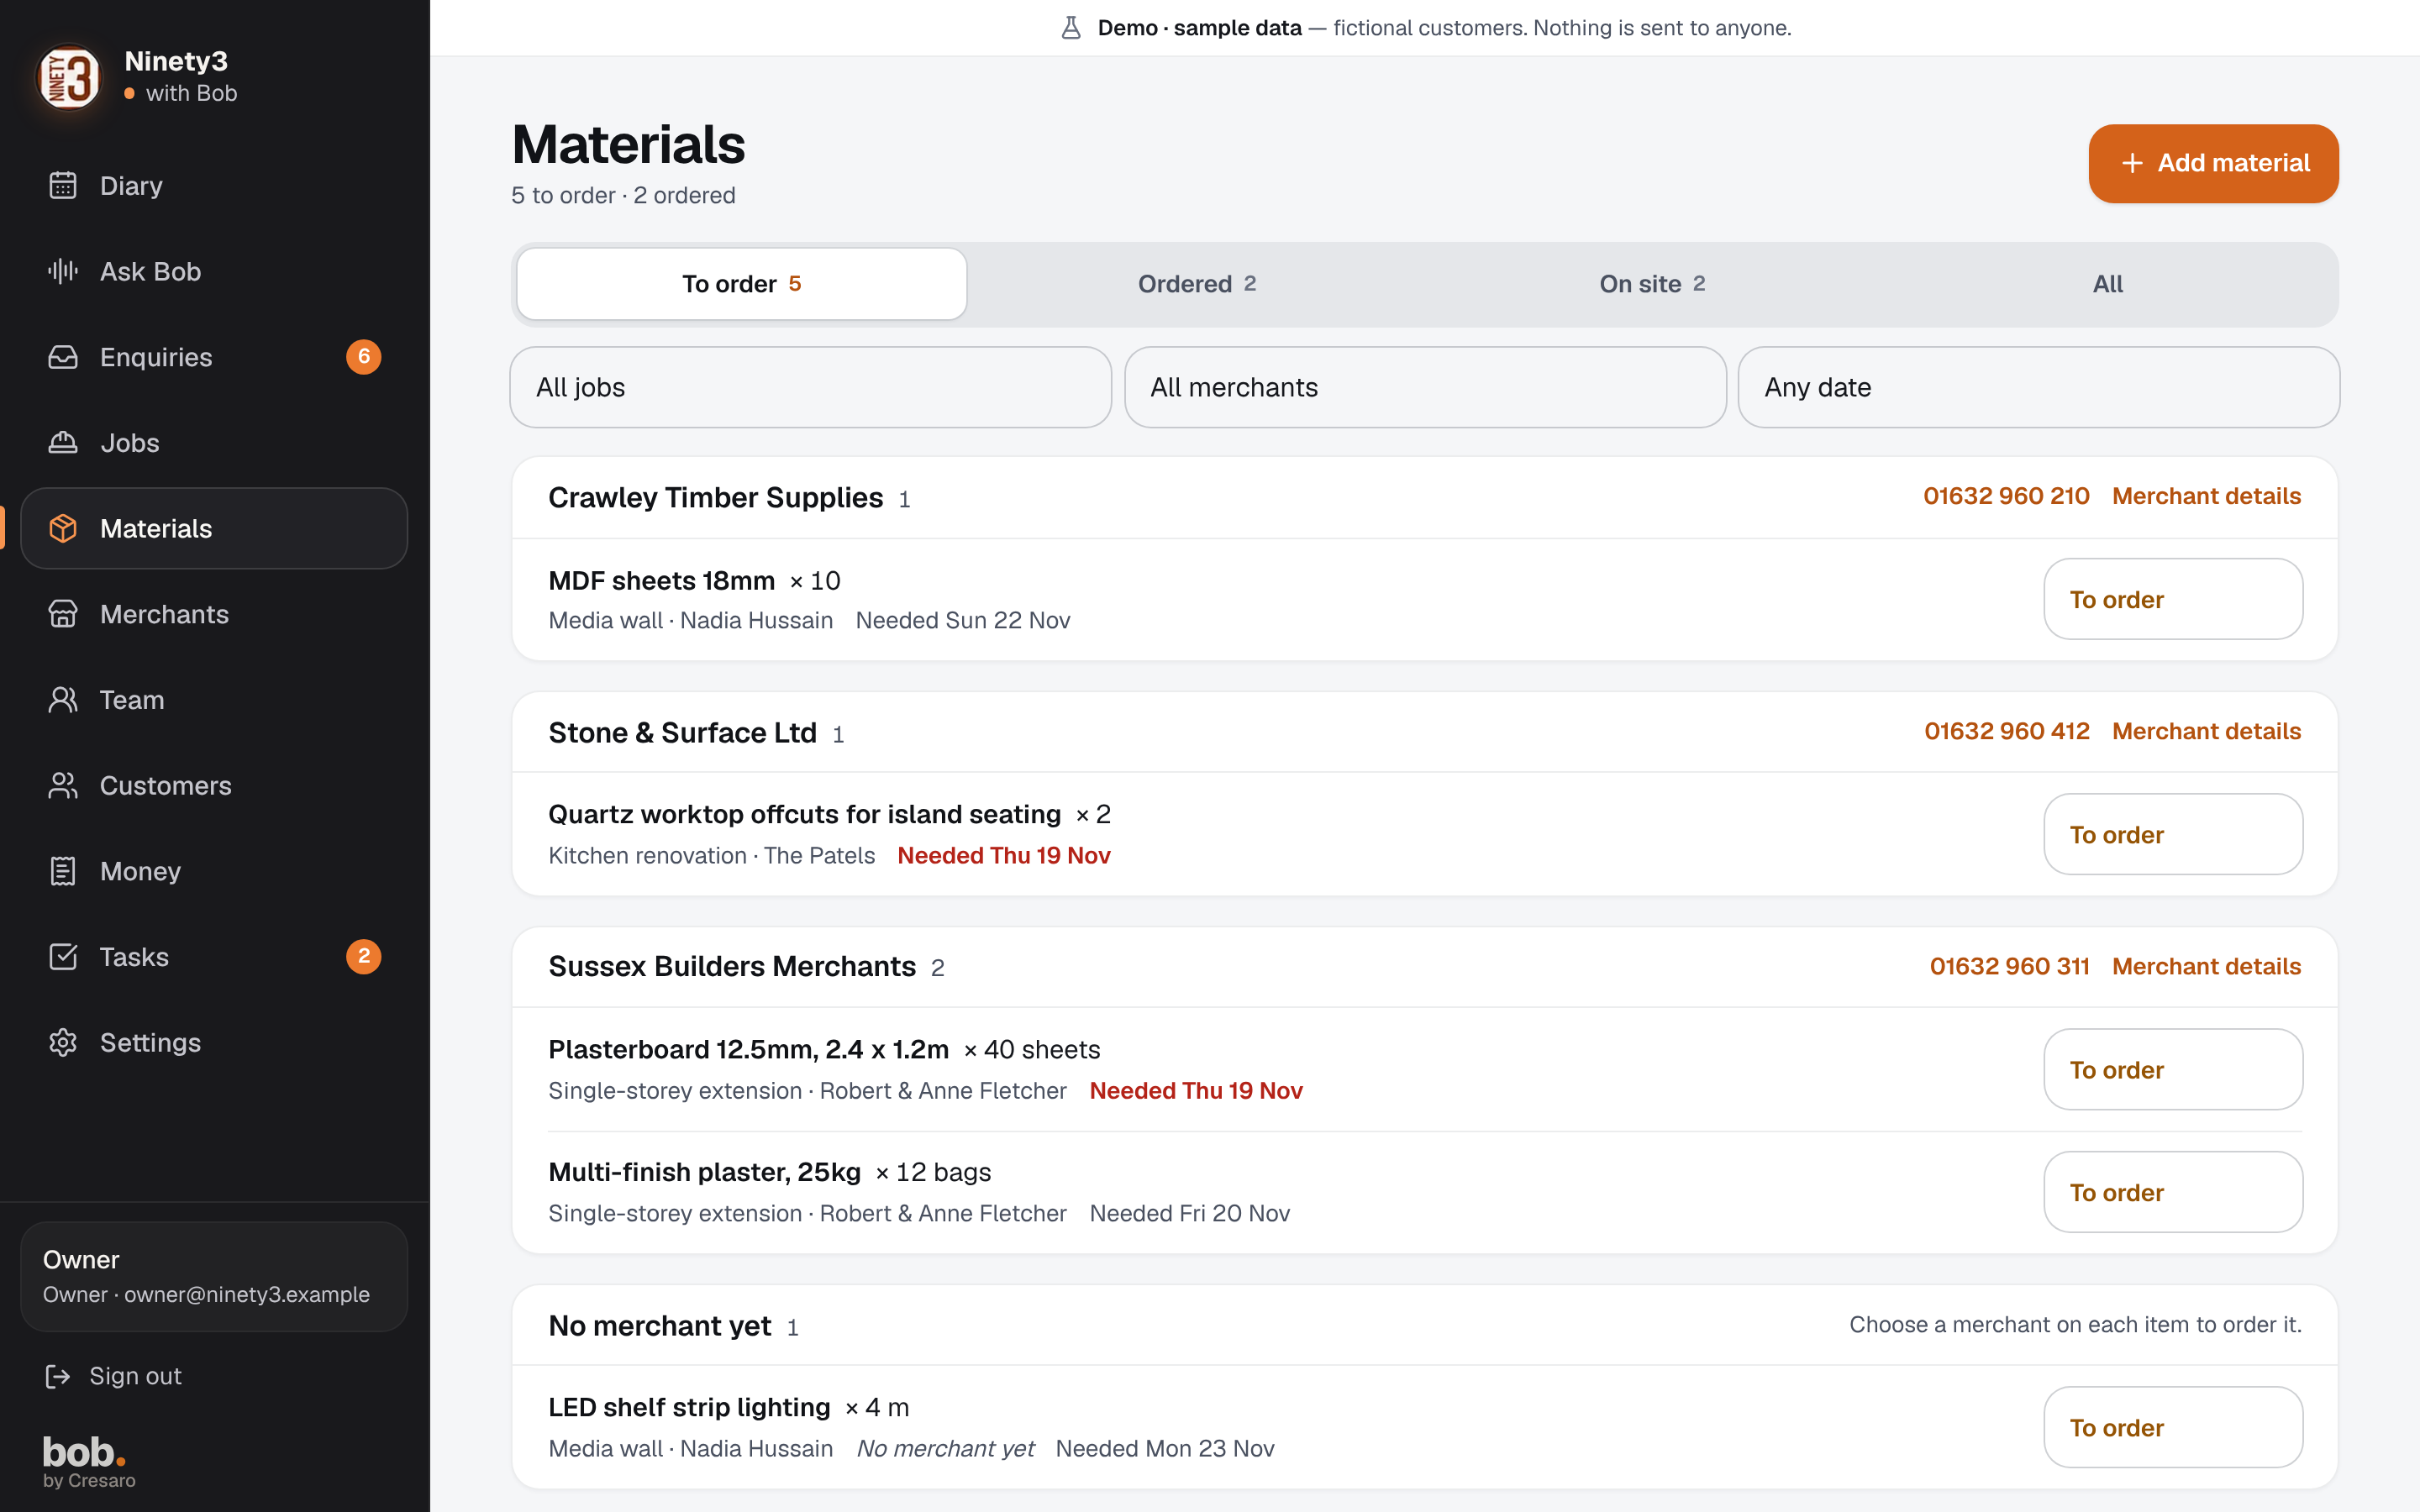 Demo · sample data — fictional customers. Nothing is sent to anyone.
NINETY 3
Ninety3
with Bob
Diary
Ask Bob
Enquiries 6
Jobs
Materials
Merchants
Team
Customers
Money
Tasks 2
Settings
Owner
Owner · owner@ninety3.example
Sign out
bob.
by Cresaro
Materials
5 to order · 2 ordered
+ Add material
To order 5 Ordered 2 On site 2 All
All jobs All merchants Any date
Crawley Timber Supplies 1 01632 960 210 Merchant details
MDF sheets 18mm × 10
Media wall · Nadia Hussain Needed Sun 22 Nov
To order
Stone & Surface Ltd 1 01632 960 412 Merchant details
Quartz worktop offcuts for island seating × 2
Kitchen renovation · The Patels Needed Thu 19 Nov
To order
Sussex Builders Merchants 2 01632 960 311 Merchant details
Plasterboard 12.5mm, 2.4 x 1.2m × 40 sheets
Single-storey extension · Robert & Anne Fletcher Needed Thu 19 Nov
To order
Multi-finish plaster, 25kg × 12 bags
Single-storey extension · Robert & Anne Fletcher Needed Fri 20 Nov
To order
No merchant yet 1 Choose a merchant on each item to order it.
LED shelf strip lighting × 4 m
Media wall · Nadia Hussain No merchant yet Needed Mon 23 Nov
To order